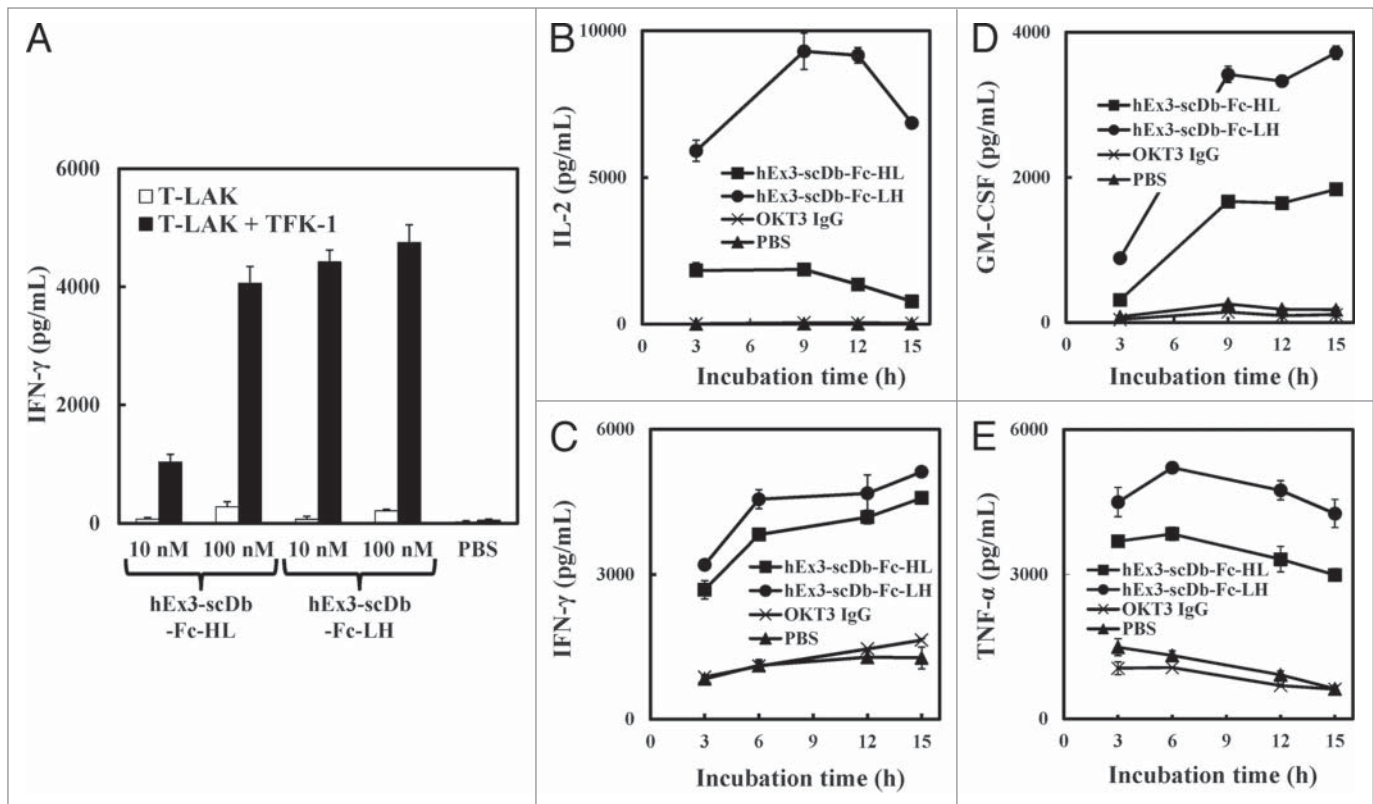 A
6000
4000
2000
0
IFN-γ (pg/mL)
T-LAK
T-LAK + TFK-1
10 nM 100 nM 10 nM 100 nM PBS
hEx3-scDb
-Fc-HL
hEx3-scDb
-Fc-LH
B
10000
5000
0
IL-2 (pg/mL)
hEx3-scDb-Fc-HL
hEx3-scDb-Fc-LH
OKT3 IgG
PBS
0 3 6 9 12 15
Incubation time (h)
D
4000
2000
0
GM-CSF (pg/mL)
hEx3-scDb-Fc-HL
hEx3-scDb-Fc-LH
OKT3 IgG
PBS
0 3 6 9 12 15
Incubation time (h)
C
6000
3000
0
IFN-γ (pg/mL)
hEx3-scDb-Fc-HL
hEx3-scDb-Fc-LH
OKT3 IgG
PBS
0 3 6 9 12 15
Incubation time (h)
E
6000
3000
0
TNF-α (pg/mL)
hEx3-scDb-Fc-HL
hEx3-scDb-Fc-LH
OKT3 IgG
PBS
0 3 6 9 12 15
Incubation time (h)